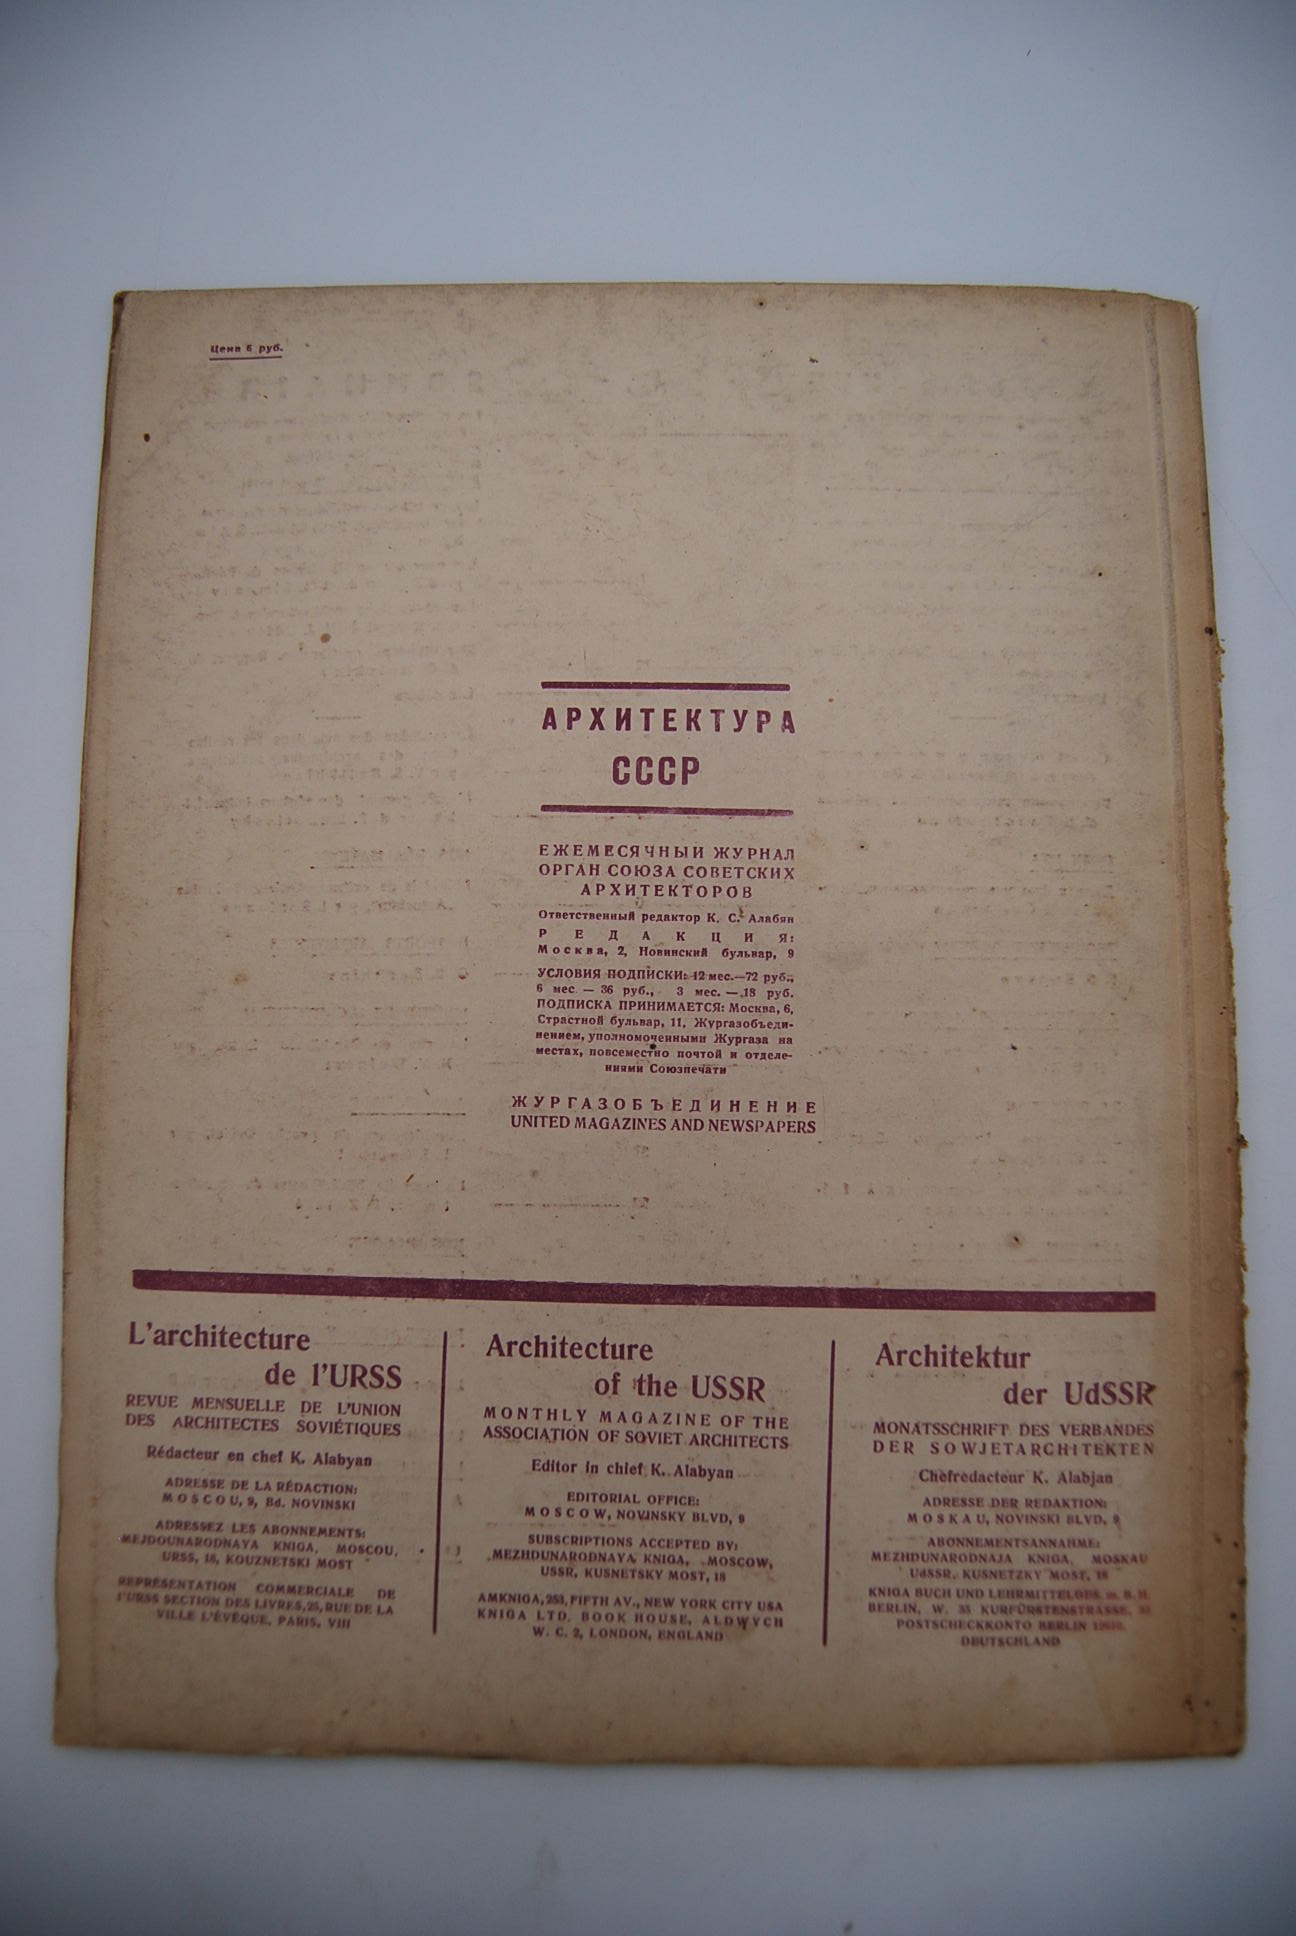 Цена 6 руб.
АРХИТЕКТУРА
СССР
ЕЖЕМЕСЯЧНЫЙ ЖУРНАЛ
ОРГАН СОЮЗА СОВЕТСКИХ
АРХИТЕКТОРОВ
Ответственный редактор К. С. Алабян
РЕДАКЦИЯ:
Москва, 2, Новинский бульвар, 9
УСЛОВИЯ ПОДПИСКИ: 12 мес.—72 руб.,
6 мес. — 36 руб., 3 мес. — 18 руб.
ПОДПИСКА ПРИНИМАЕТСЯ: Москва, 6,
Страстной бульвар, 11, Жургазобъеди-
нением, уполномоченными Жургаза на
местах, повсеместно почтой и отделе-
ниями Союзпечати
ЖУРГАЗОБЪЕДИНЕНИЕ
UNITED MAGAZINES AND NEWSPAPERS
L'architecture
de l'URSS
REVUE MENSUELLE DE L'UNION
DES ARCHITECTES SOVIÉTIQUES
Rédacteur en chef K. Alabyan
ADRESSE DE LA RÉDACTION:
MOSCOU, 9, Bd. NOVINSKI
ADRESSEZ LES ABONNEMENTS:
MEJDOUNARODNAYA KNIGA, MOSCOU,
URSS, 18, KOUZNETSKI MOST
REPRÉSENTATION COMMERCIALE DE
l'URSS SECTION DES LIVRES, 25, RUE DE LA
VILLE L'ÉVÊQUE, PARIS, VIII
Architecture
of the USSR
MONTHLY MAGAZINE OF THE
ASSOCIATION OF SOVIET ARCHITECTS
Editor in chief K. Alabyan
EDITORIAL OFFICE:
MOSCOW, NOVINSKY BLVD, 9
SUBSCRIPTIONS ACCEPTED BY:
MEZHDUNARODNAYA KNIGA, MOSCOW,
USSR, KUSNETSKY MOST, 18
AMKNIGA, 253, FIFTH AV., NEW YORK CITY USA
KNIGA LTD. BOOK HOUSE, ALDWYCH
W. C. 2, LONDON, ENGLAND
Architektur
der UdSSR
MONATSSCHRIFT DES VERBANDES
DER SOWJETARCHITEKTEN
Chefredacteur K. Alabjan
ADRESSE DER REDAKTION:
MOSKAU, NOVINSKI BLVD, 9
ABONNEMENTSANNAHME:
MEZHDUNARODNAJA KNIGA, MOSKAU
UdSSR, KUSNETZKY MOST, 18
KNIGA BUCH UND LEHRMITTELGES. m. B. H.
BERLIN, W. 35 KURFÜRSTENSTRASSE,
POSTSCHECKKONTO BERLIN
DEUTSCHLAND